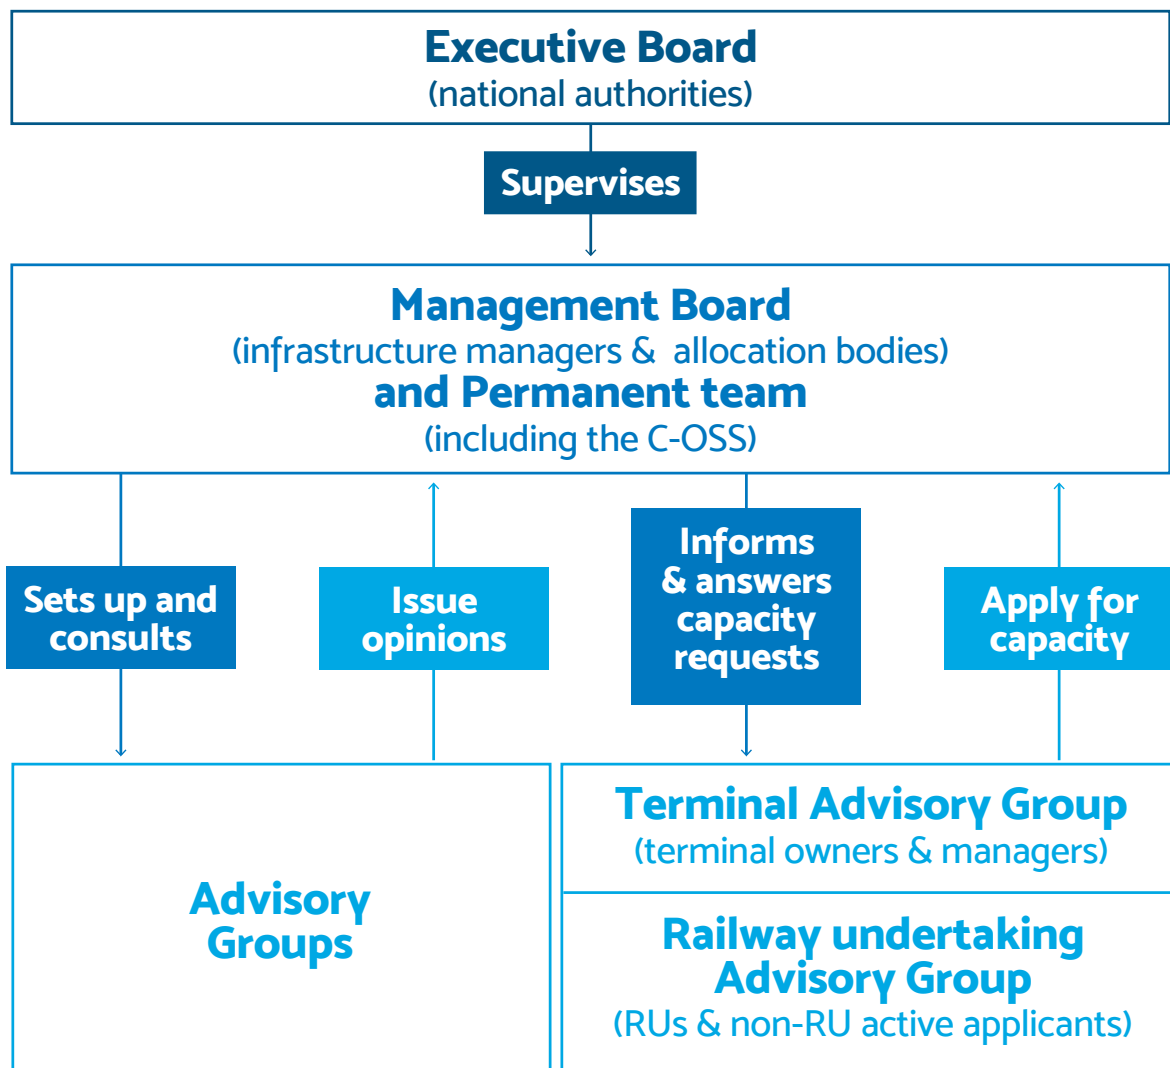 Executive Board
(national authorities)
Supervises
Management Board
(infrastructure managers & allocation bodies)
and Permanent team
(including the C-OSS)
Sets up and
consults
Issue
opinions
Informs
& answers
capacity
requests
Apply for
capacity
Advisory
Groups
Terminal Advisory Group
(terminal owners & managers)
Railway undertaking
Advisory Group
(RUs & non-RU active applicants)